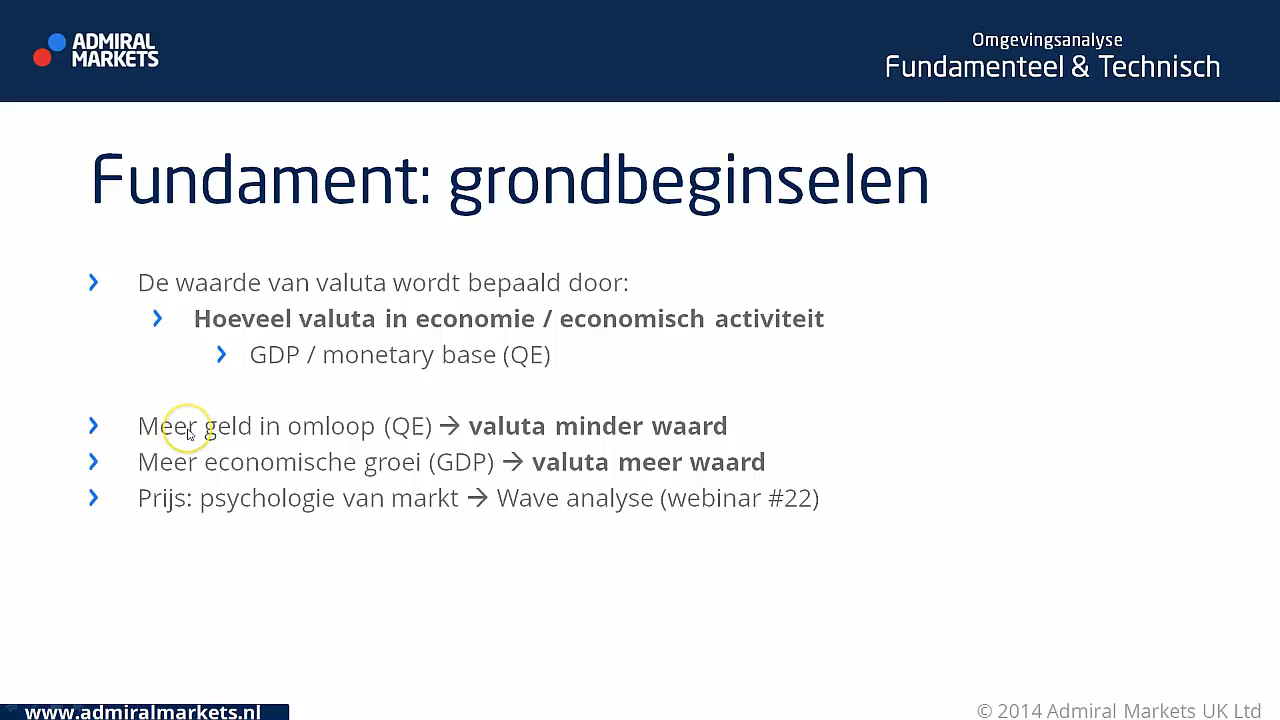 ADMIRAL
MARKETS
Omgevingsanalyse
Fundamenteel & Technisch
Fundament: grondbeginselen
De waarde van valuta wordt bepaald door:
Hoeveel valuta in economie / economisch activiteit
GDP / monetary base (QE)
Meer geld in omloop (QE) → valuta minder waard
Meer economische groei (GDP) → valuta meer waard
Prijs: psychologie van markt → Wave analyse (webinar #22)
www.admiralmarkets.nl
© 2014 Admiral Markets UK Ltd